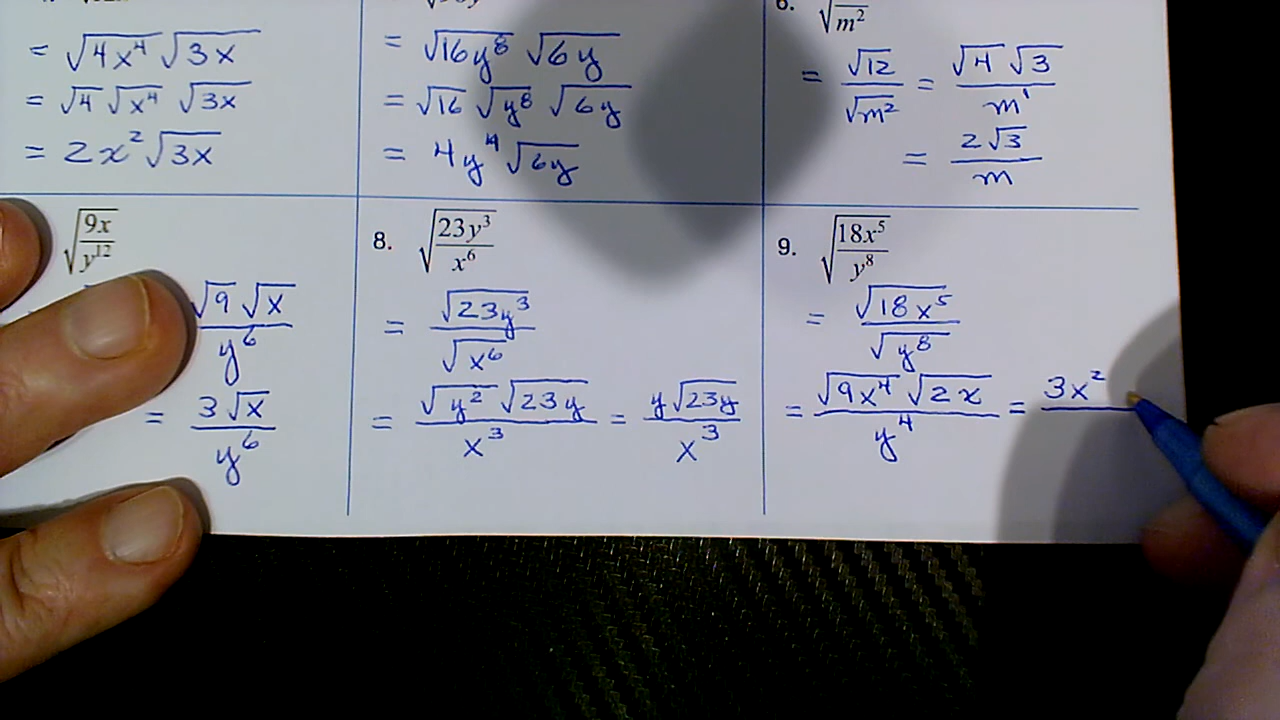 = √(4x⁴) √(3x)
= √4 √(x⁴) √(3x)
= 2x² √(3x)
= √(16y⁸) √(6y)
= √16 √(y⁸) √(6y)
= 4y⁴ √(6y)
6. √(m²)
= √12 / √(m²) = √4 √3 / m¹
= 2√3 / m
√(9x / y¹²)
√9 √x / y⁶
= 3√x / y⁶
8. √(23y³ / x⁶)
= √(23y³) / √(x⁶)
= √(y²) √(23y) / x³ = y√(23y) / x³
9. √(18x⁵ / y⁸)
= √(18x⁵) / √(y⁸)
= √(9x⁴) √(2x) / y⁴ = 3x²